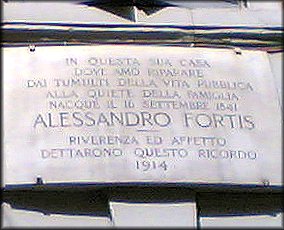 IN QUESTA SUA CASA
DOVE AMÒ RIPARARE
DAI TUMULTI DELLA VITA PUBBLICA
ALLA QUIETE DELLA FAMIGLIA
NACQUE IL 16 SETTEMBRE 1841
ALESSANDRO FORTIS
RIVERENZA ED AFFETTO
DETTARONO QUESTO RICORDO
1914